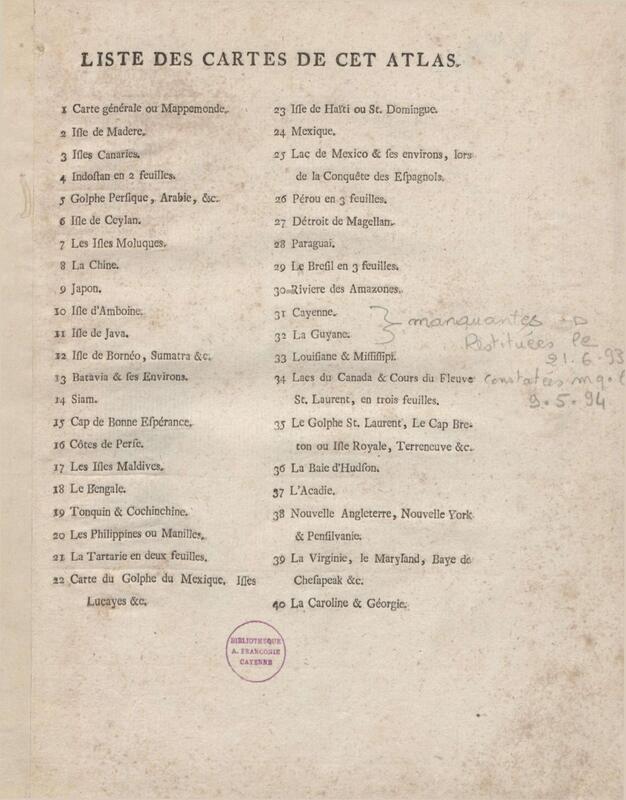 LISTE DES CARTES DE CET ATLAS.
1 Carte générale ou Mappemonde.
2 Iſle de Madere.
3 Iſles Canaries.
4 Indoſtan en 2 feuilles.
5 Golphe Perſique, Arabie, &c.
6 Iſle de Ceylan.
7 Les Iſles Moluques.
8 La Chine.
9 Japon.
10 Iſle d'Amboine.
11 Iſle de Java.
12 Iſle de Bornéo, Sumatra &c.
13 Batavia & ſes Environs.
14 Siam.
15 Cap de Bonne Eſpérance.
16 Côtes de Perſe.
17 Les Iſles Maldives.
18 Le Bengale.
19 Tonquin & Cochinchine.
20 Les Philippines ou Manilles.
21 La Tartarie en deux feuilles.
22 Carte du Golphe du Mexique, Iſles
Lucayes &c.
23 Iſle de Haïti ou St. Domingue.
24 Mexique.
25 Lac de Mexico & ſes environs, lors
de la Conquête des Eſpagnols.
26 Pérou en 3 feuilles.
27 Détroit de Magellan.
28 Paraguai.
29 Le Breſil en 3 feuilles.
30 Riviere des Amazones.
31 Cayenne.
32 La Guyane.
33 Louiſiane & Miſſiſſipi.
34 Lacs du Canada & Cours du Fleuve
St. Laurent, en trois feuilles.
35 Le Golphe St. Laurent, Le Cap Bre-
ton ou Iſle Royale, Terreneuve &c.
36 La Baie d'Hudſon.
37 L'Acadie.
38 Nouvelle Angleterre, Nouvelle York
& Penſilvanie.
39 La Virginie, le Maryland, Baye de
Cheſapeak &c.
40 La Caroline & Géorgie.
manquantes
Restituées le
21.6.93
constatées
9.5.94
BIBLIOTHEQUE
A. FRANCONIE
CAYENNE